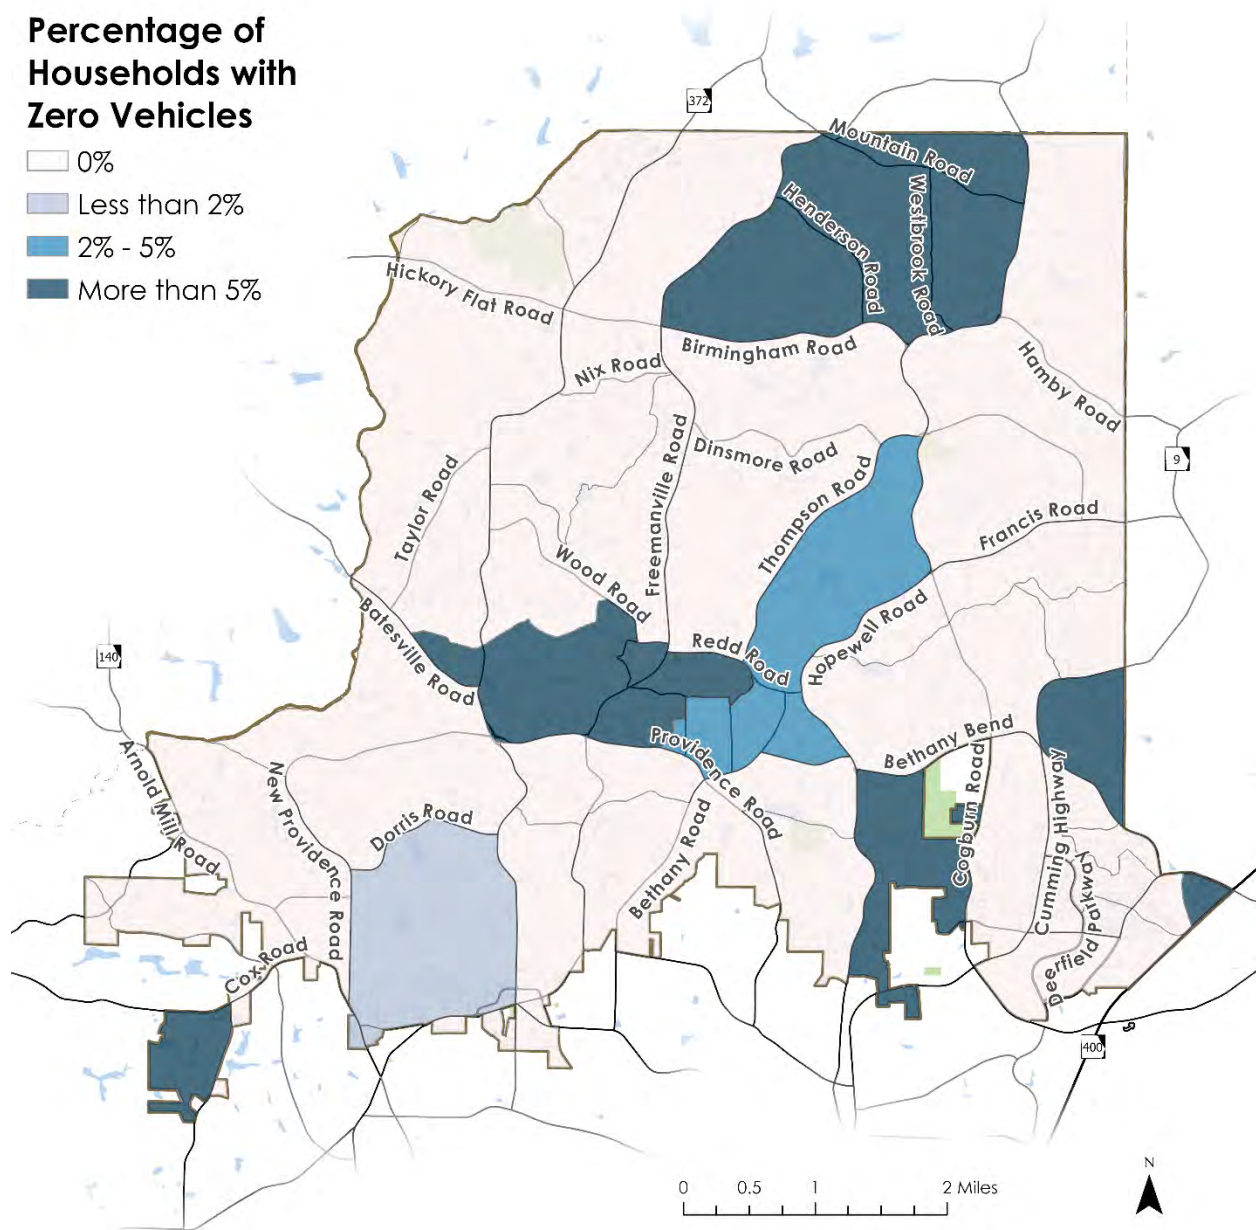 Percentage of
Households with
Zero Vehicles
0%
Less than 2%
2% - 5%
More than 5%
372
Mountain Road
Henderson Road
Westbrook Road
Hickory Flat Road
Birmingham Road
Nix Road
Hamby Road
Dinsmore Road
9
Taylor Road
Freemanville Road
Thompson Road
Francis Road
Wood Road
Batesville Road
Redd Road
Hopewell Road
140
Arnold Mill Road
New Providence Road
Providence Road
Bethany Bend
Dorris Road
Bethany Road
Cogburn Road
Cumming Highway
Deerfield Parkway
Cox Road
400
N
0 0.5 1 2 Miles